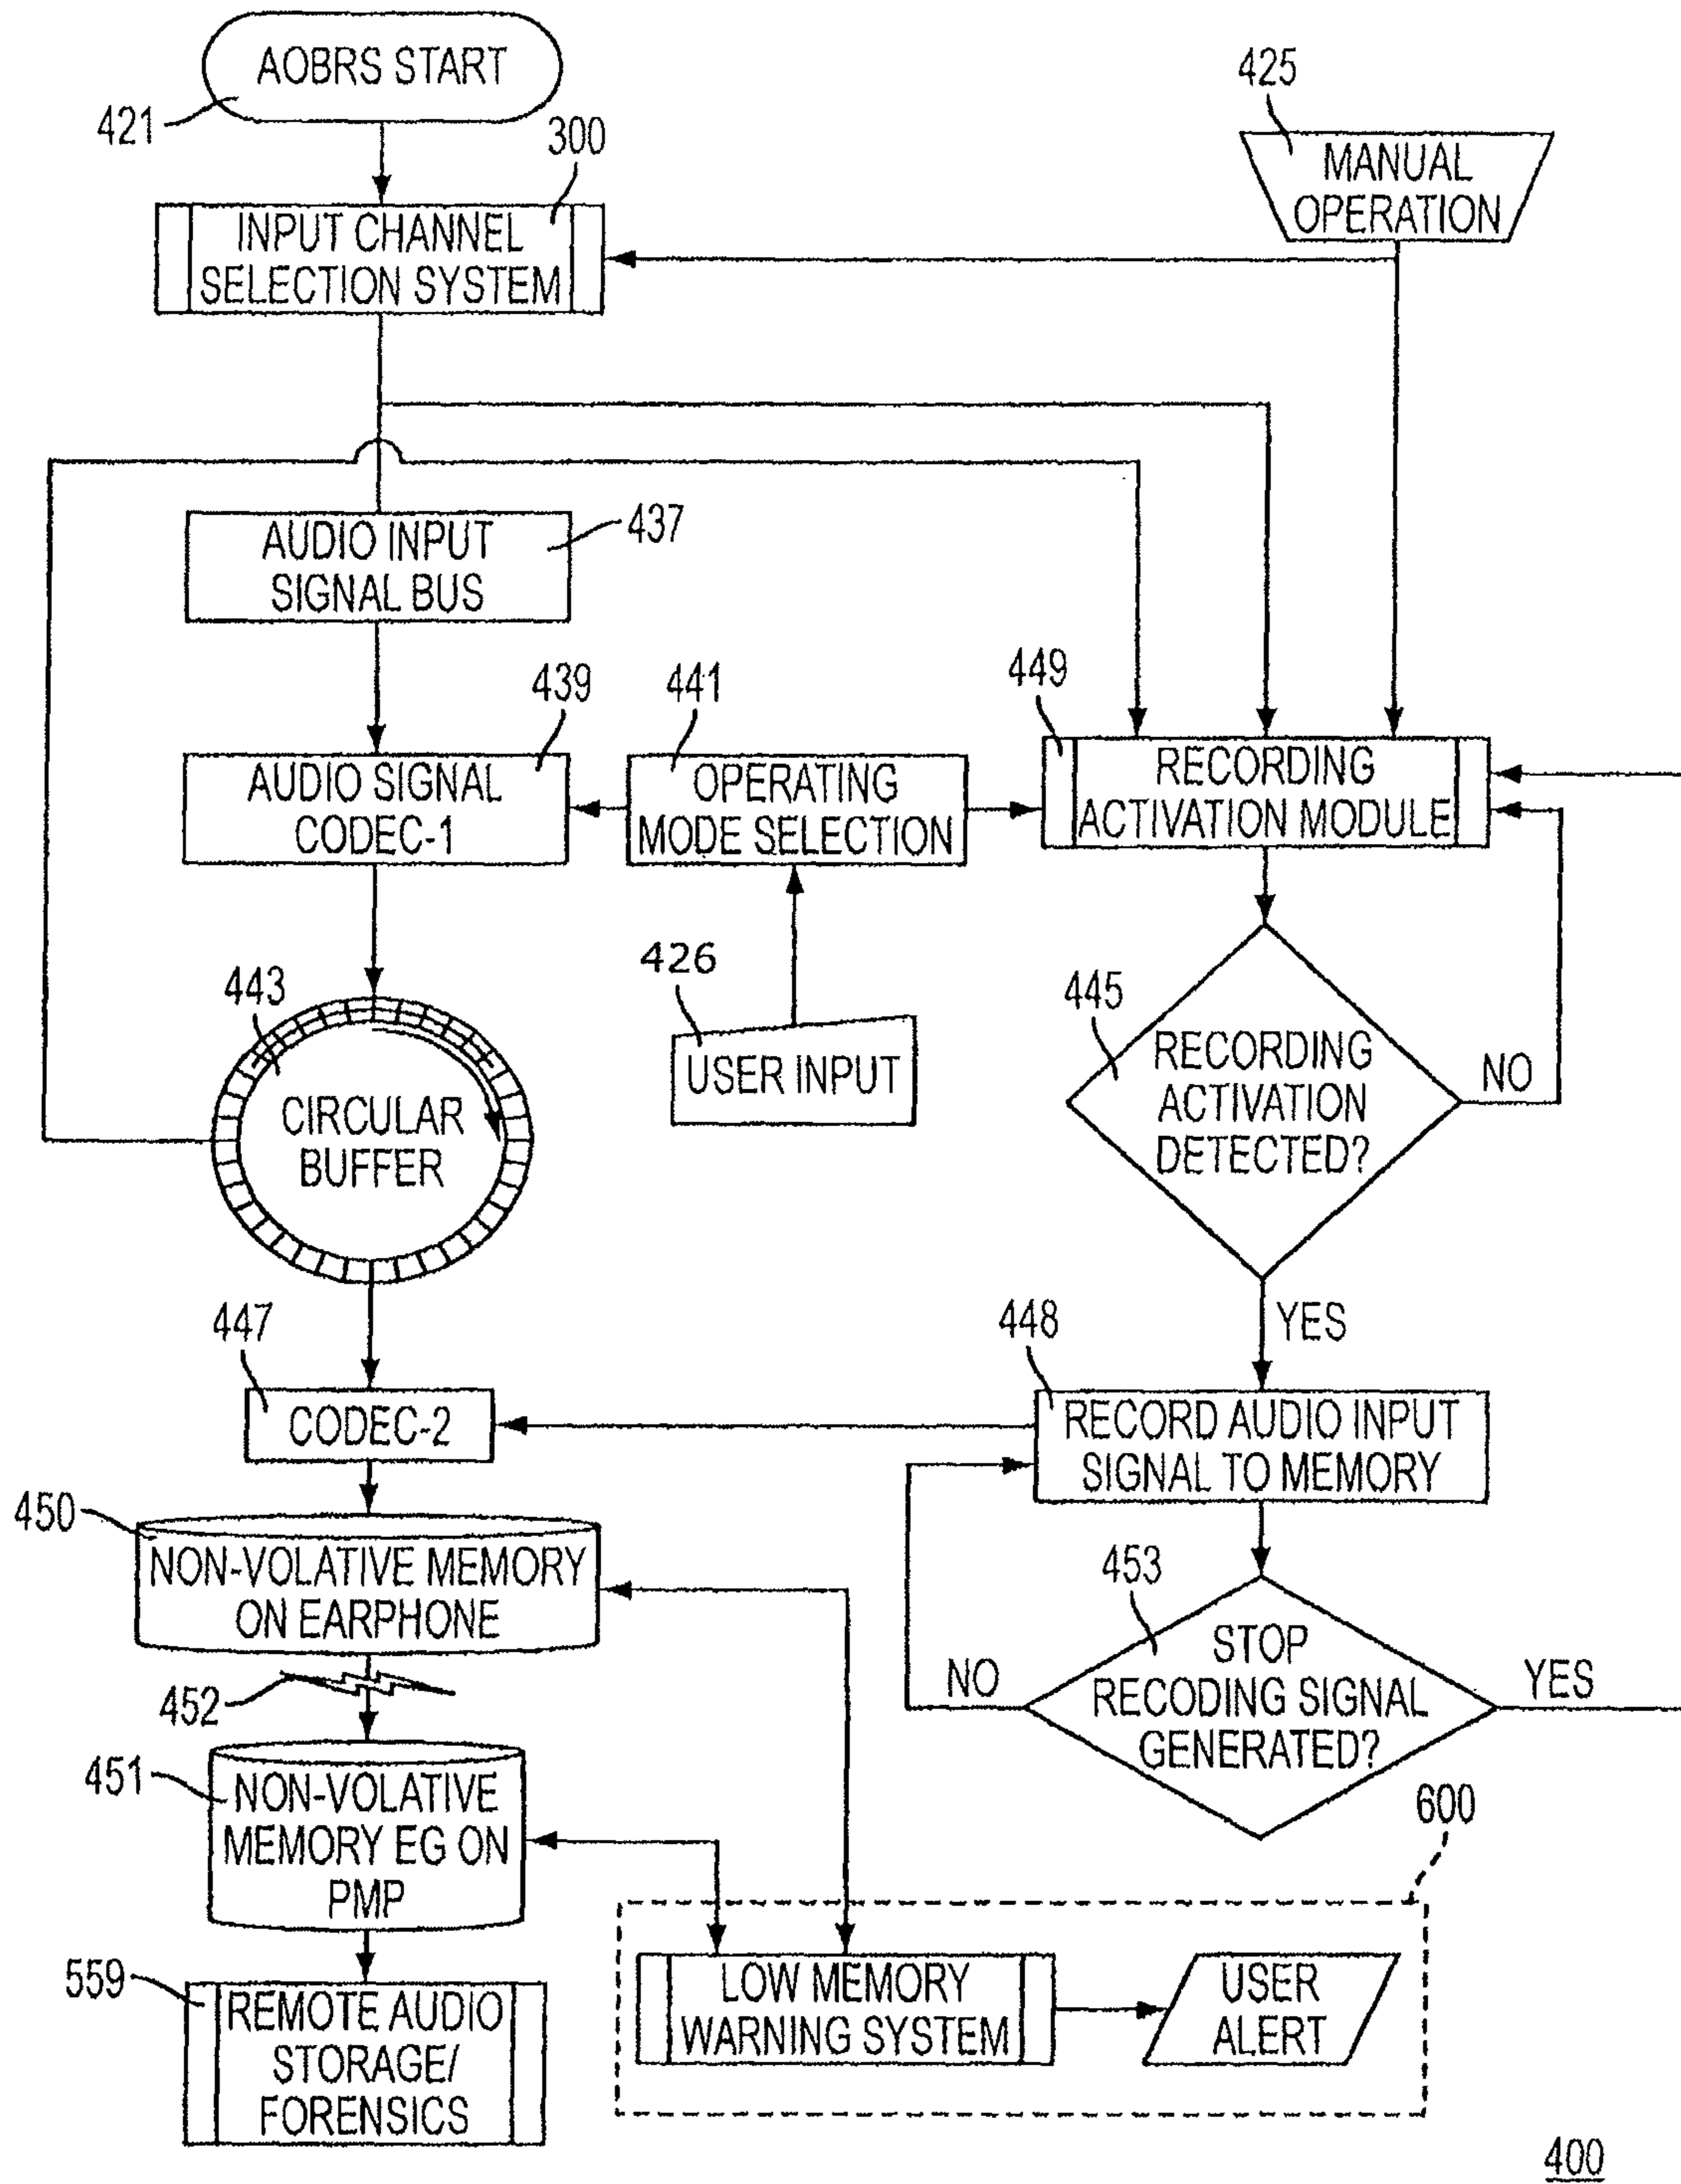 AOBRS START
421
425
300
MANUAL
OPERATION
INPUT CHANNEL
SELECTION SYSTEM
AUDIO INPUT
SIGNAL BUS
437
439
441
449
AUDIO SIGNAL
CODEC-1
OPERATING
MODE SELECTION
RECORDING
ACTIVATION MODULE
443
426
445
CIRCULAR
BUFFER
USER INPUT
RECORDING
ACTIVATION
DETECTED?
NO
YES
447
448
CODEC-2
RECORD AUDIO INPUT
SIGNAL TO MEMORY
450
NON-VOLATIVE MEMORY
ON EARPHONE
453
STOP
RECODING SIGNAL
GENERATED?
NO
YES
452
451
NON-VOLATIVE
MEMORY EG ON
PMP
600
559
REMOTE AUDIO
STORAGE/
FORENSICS
LOW MEMORY
WARNING SYSTEM
USER
ALERT
400